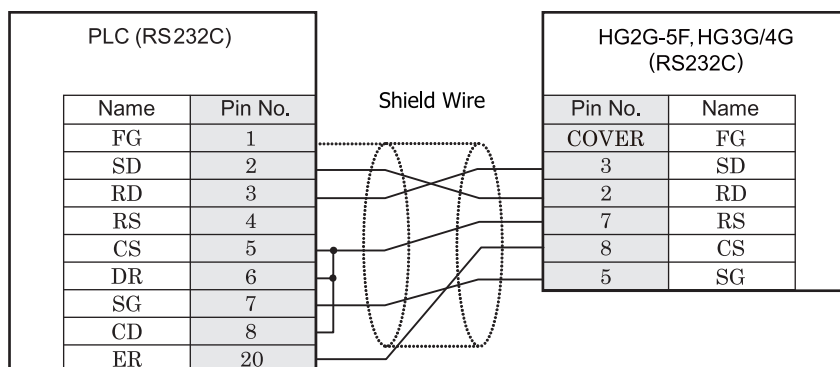 PLC (RS232C)
Name Pin No.
FG 1
SD 2
RD 3
RS 4
CS 5
DR 6
SG 7
CD 8
ER 20
Shield Wire
HG2G-5F, HG3G/4G
(RS232C)
Pin No. Name
COVER FG
3 SD
2 RD
7 RS
8 CS
5 SG